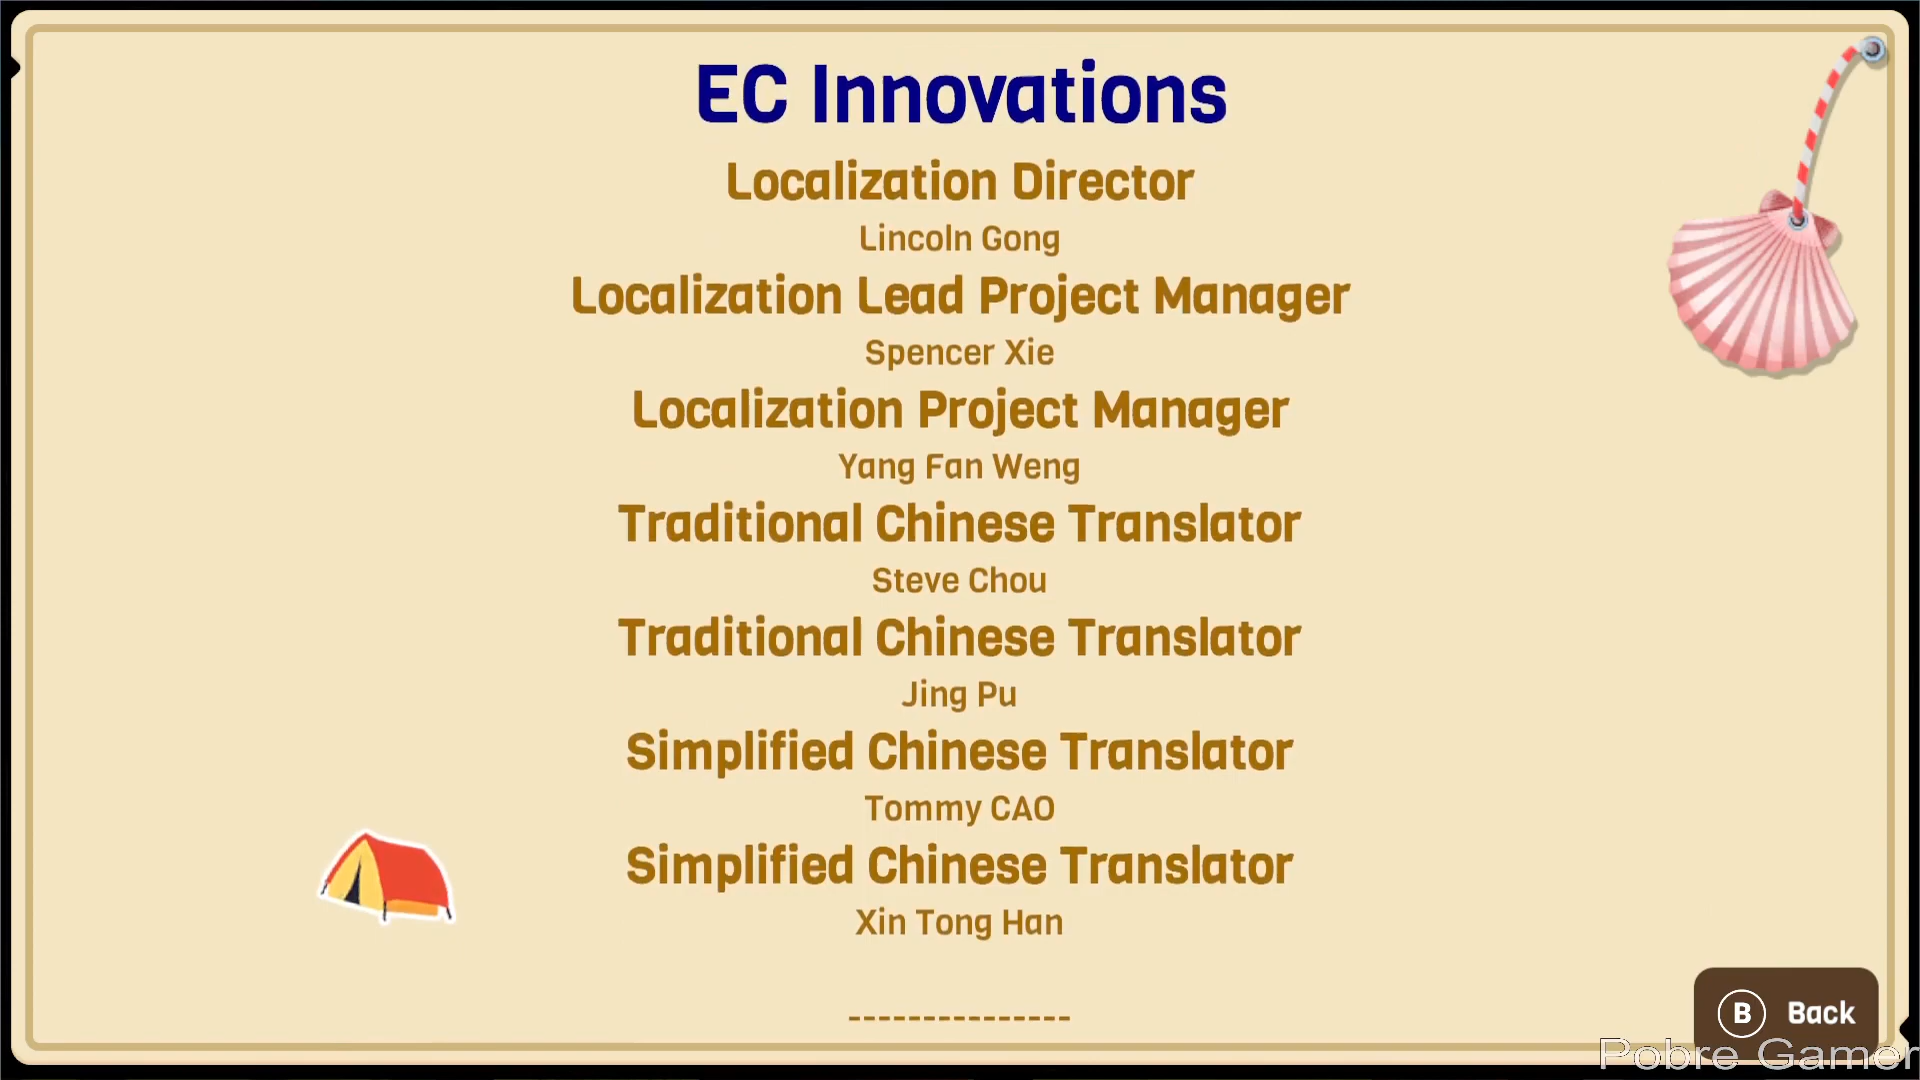 EC Innovations
Localization Director
Lincoln Gong
Localization Lead Project Manager
Spencer Xie
Localization Project Manager
Yang Fan Weng
Traditional Chinese Translator
Steve Chou
Traditional Chinese Translator
Jing Pu
Simplified Chinese Translator
Tommy CAO
Simplified Chinese Translator
Xin Tong Han
---------------
B Back
Pobre Gamer